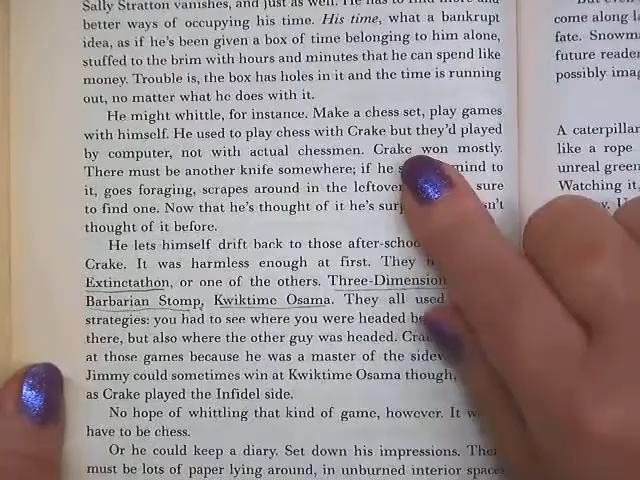 Sally Stratton vanishes, and just as well. He has to find more and
better ways of occupying his time. His time, what a bankrupt
idea, as if he's been given a box of time belonging to him alone,
stuffed to the brim with hours and minutes that he can spend like
money. Trouble is, the box has holes in it and the time is running
out, no matter what he does with it.
He might whittle, for instance. Make a chess set, play games
with himself. He used to play chess with Crake but they'd played
by computer, not with actual chessmen. Crake won mostly.
There must be another knife somewhere; if he mind to
it, goes foraging, scrapes around in the leftover sure
to find one. Now that he's thought of it he's
thought of it before.
He lets himself drift back to those
Crake. It was harmless enough at first. They
Extinctathon, or one of the others. Three-Dimension
Barbarian Stomp, Kwiktime Osama. They all used
strategies: you had to see where you were headed
there, but also where the other guy was headed.
at those games because he was a master of the
Jimmy could sometimes win at Kwiktime Osama though,
as Crake played the Infidel side.
No hope of whittling that kind of game, however. It
have to be chess.
Or he could keep a diary. Set down his impressions.
must be lots of paper lying around, in unburned interior
come along
fate.
future
possibly
A caterpillar
like a rope
unreal green
Watching it,